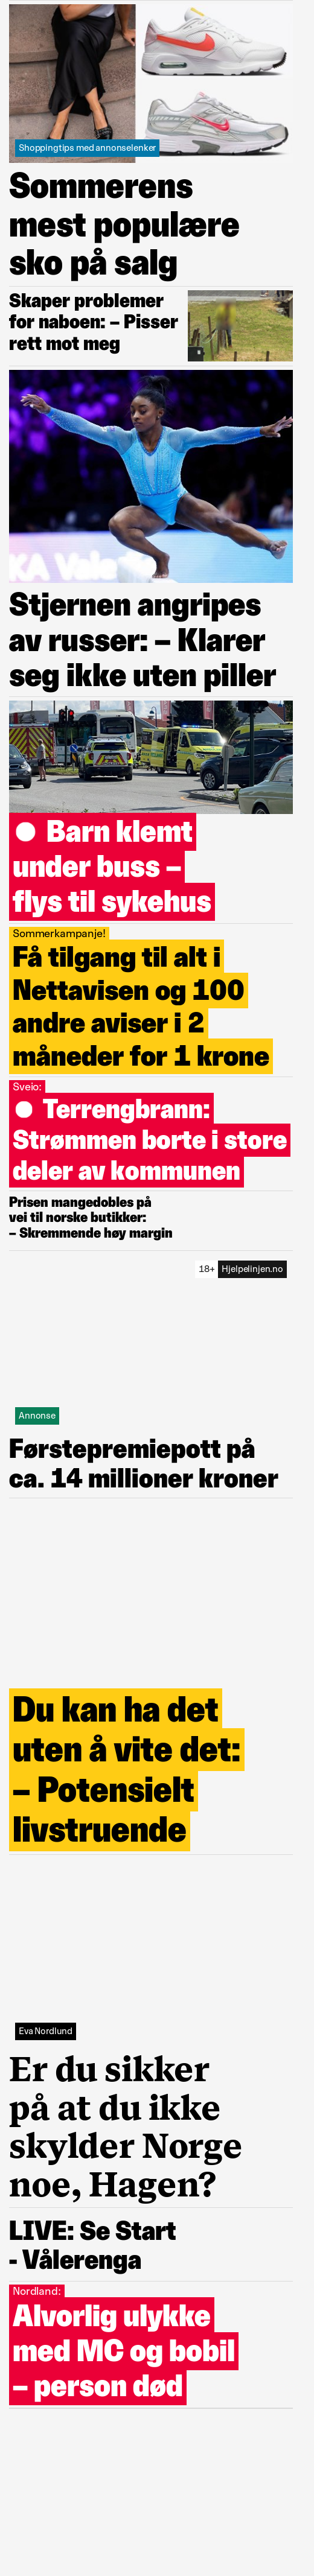 Shoppingtips med annonselenker
Sommerens
mest populære
sko på salg
Skaper problemer
for naboen: – Pisser
rett mot meg
Stjernen angripes
av russer: – Klarer
seg ikke uten piller
Barn klemt
under buss –
flys til sykehus
Sommerkampanje!
Få tilgang til alt i
Nettavisen og 100
andre aviser i 2
måneder for 1 krone
Sveio:
Terrengbrann:
Strømmen borte i store
deler av kommunen
Prisen mangedobles på
vei til norske butikker:
– Skremmende høy margin
18+ Hjelpelinjen.no
Annonse
Førstepremiepott på
ca. 14 millioner kroner
Du kan ha det
uten å vite det:
– Potensielt
livstruende
Eva Nordlund
Er du sikker
på at du ikke
skylder Norge
noe, Hagen?
LIVE: Se Start
- Vålerenga
Nordland:
Alvorlig ulykke
med MC og bobil
– person død